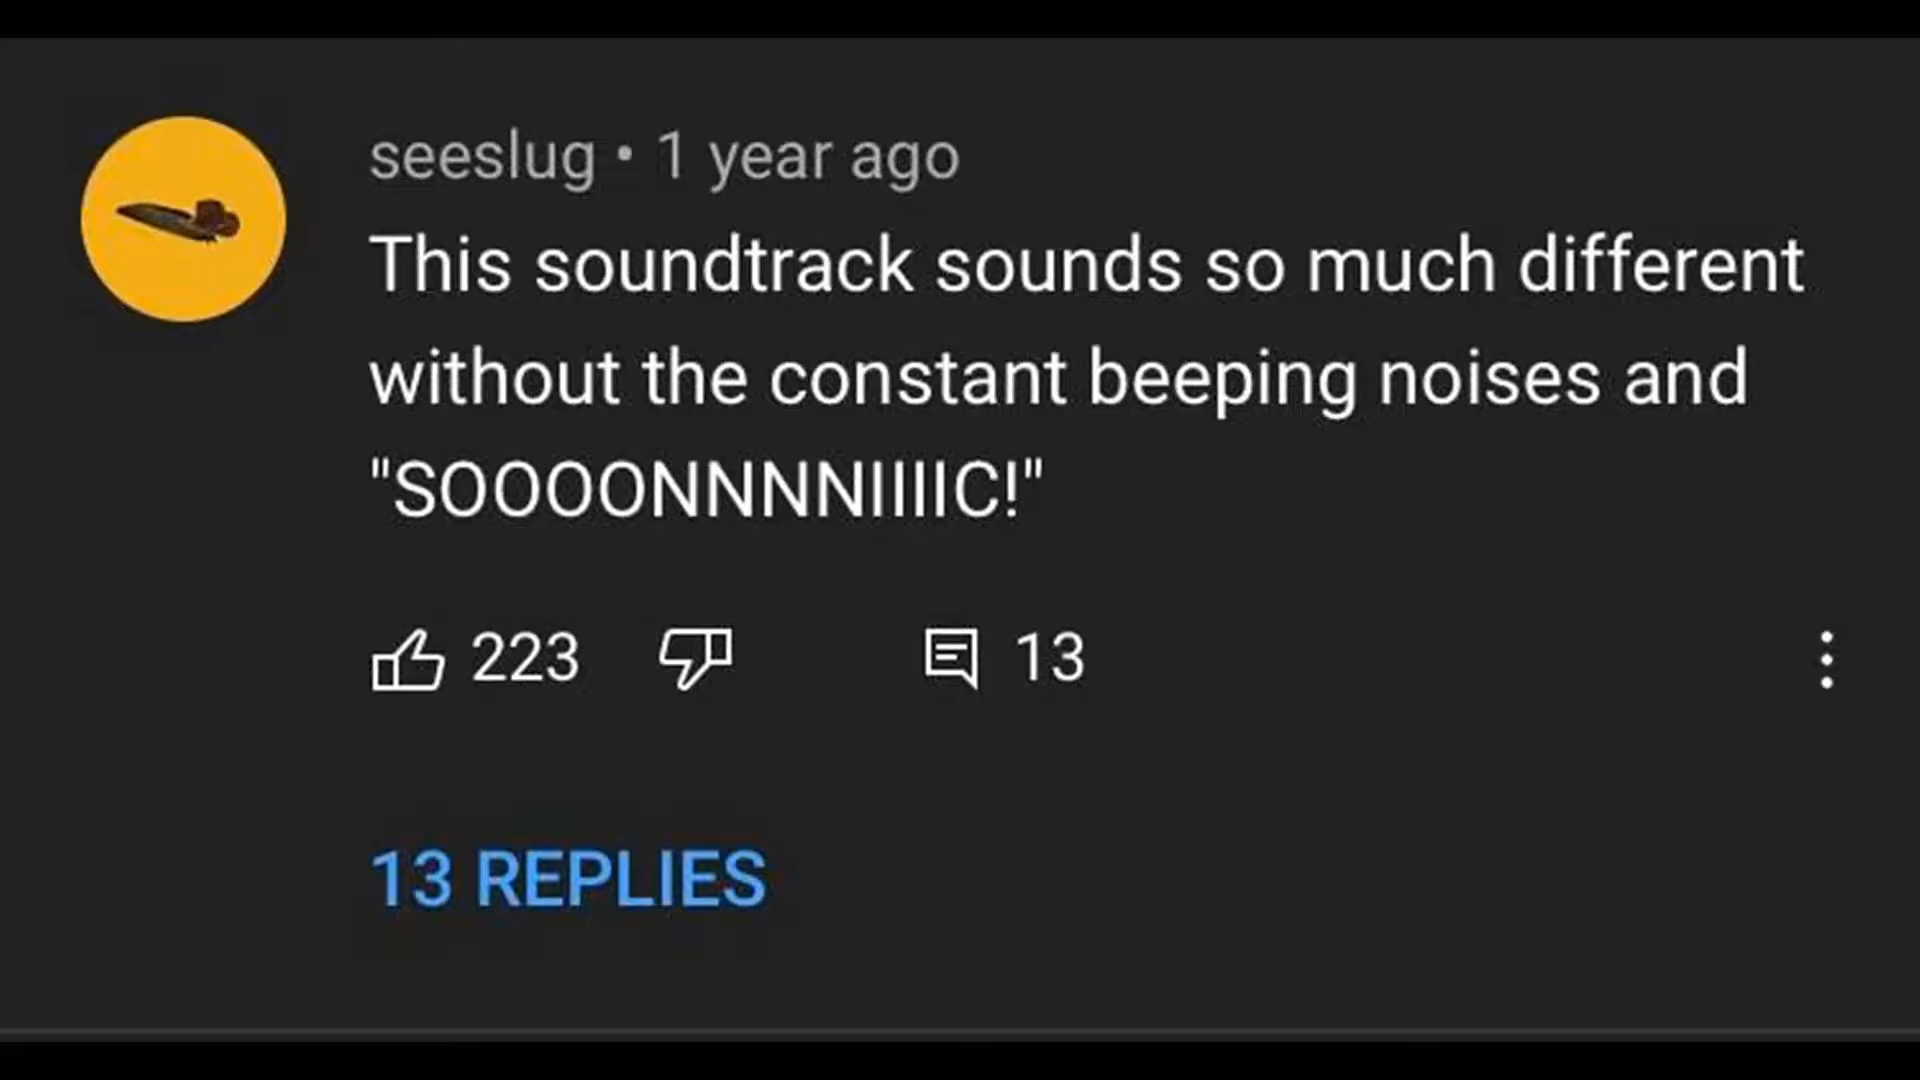 seeslug • 1 year ago
This soundtrack sounds so much different
without the constant beeping noises and
"SOOOONNNNIIIIC!"
223 13
13 REPLIES